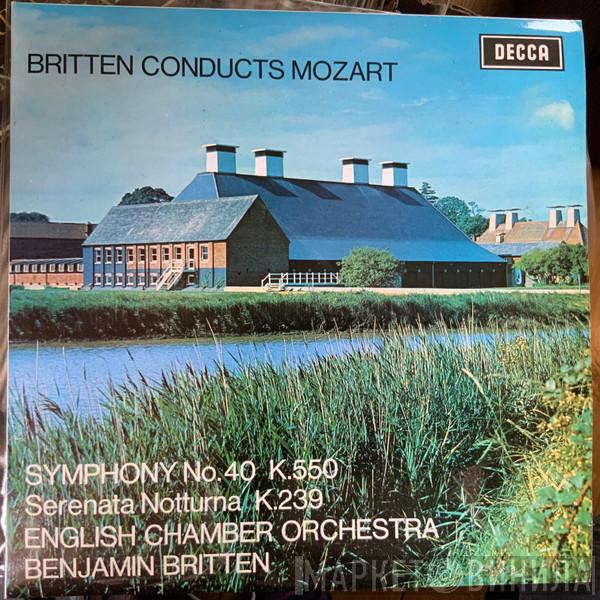 DECCA
BRITTEN CONDUCTS MOZART
SYMPHONY No. 40 K.550
Serenata Notturna K.239
ENGLISH CHAMBER ORCHESTRA
BENJAMIN BRITTEN
МАРКЕТ ВИНИЛА